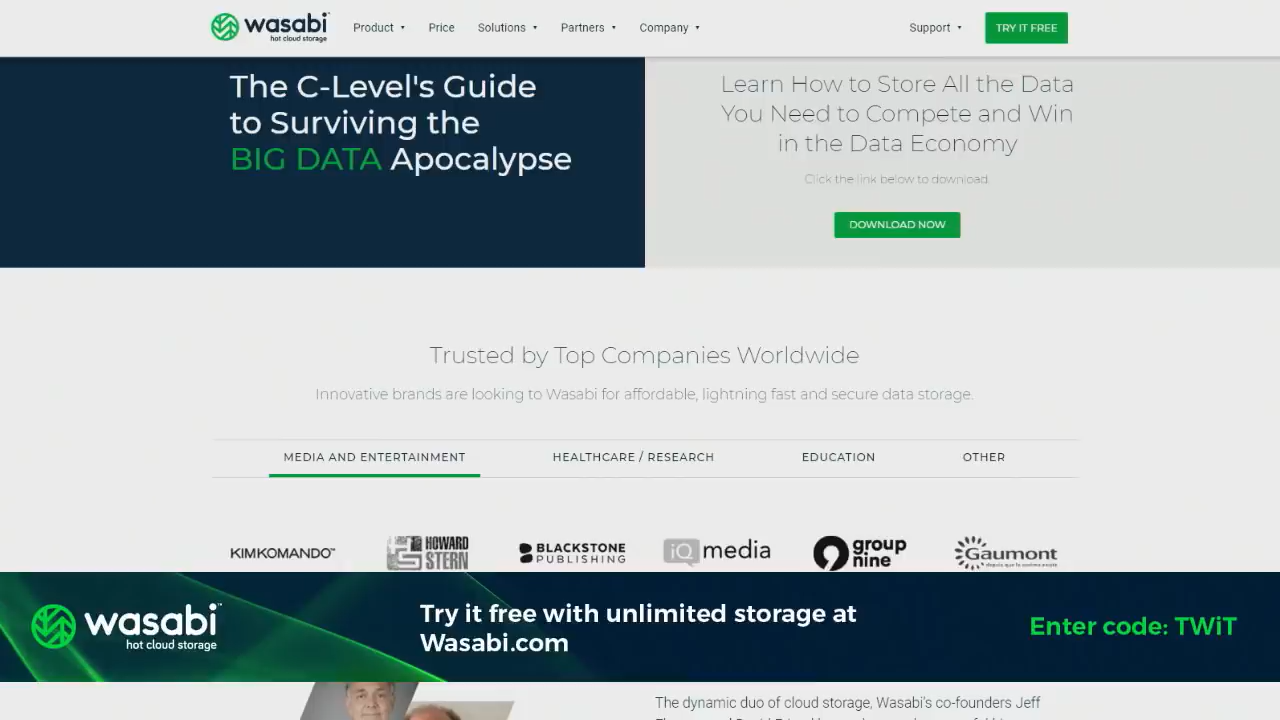 wasabi
hot cloud storage
Product Price Solutions Partners Company Support TRY IT FREE
The C-Level's Guide
to Surviving the
BIG DATA Apocalypse
Learn How to Store All the Data
You Need to Compete and Win
in the Data Economy
Click the link below to download.
DOWNLOAD NOW
Trusted by Top Companies Worldwide
Innovative brands are looking to Wasabi for affordable, lightning fast and secure data storage.
MEDIA AND ENTERTAINMENT HEALTHCARE / RESEARCH EDUCATION OTHER
KIMKOMANDO
HOWARD
STERN
BLACKSTONE
PUBLISHING
iQ media
group
nine
Gaumont
depuis que le cinéma existe
wasabi
hot cloud storage
Try it free with unlimited storage at
Wasabi.com
Enter code: TWiT
The dynamic duo of cloud storage, Wasabi's co-founders Jeff